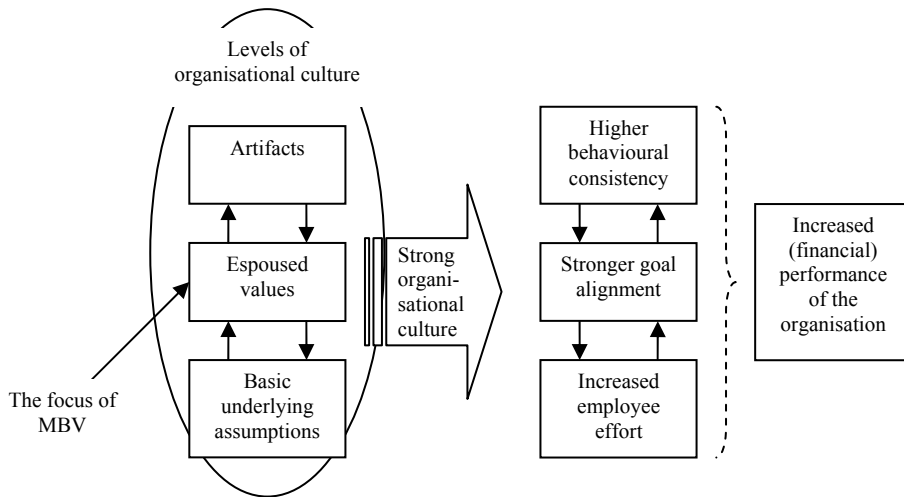 Levels of
organisational culture
Artifacts
Espoused
values
Basic
underlying
assumptions
The focus of
MBV
Strong
organi-
sational
culture
Higher
behavioural
consistency
Stronger goal
alignment
Increased
employee
effort
Increased
(financial)
performance
of the
organisation